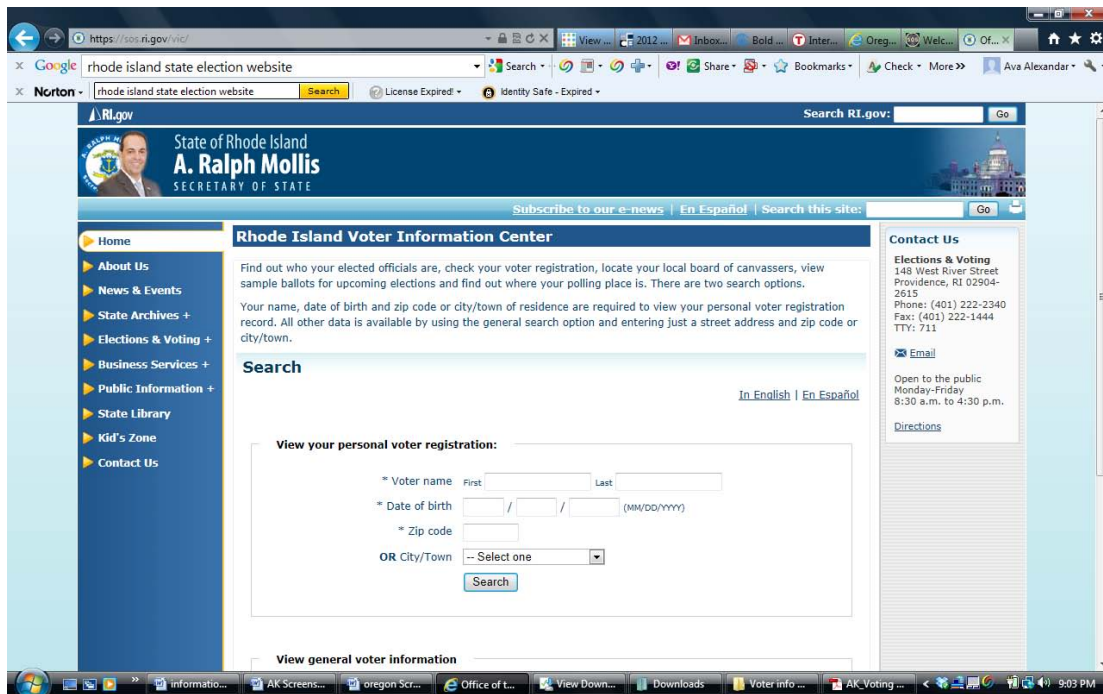 https://sos.ri.gov/vic/
View ... 2012 ... Inbox... Bold ... Inter... Oreg... Welc... Of... X
Google rhode island state election website Search Share Bookmarks Check More >> Ava Alexandar
Norton rhode island state election website Search License Expired! Identity Safe - Expired
RI.gov Search RI.gov: Go
State of Rhode Island
A. Ralph Mollis
SECRETARY OF STATE
Subscribe to our e-news | En Español | Search this site: Go
Home
About Us
News & Events
State Archives +
Elections & Voting +
Business Services +
Public Information +
State Library
Kid's Zone
Contact Us
Rhode Island Voter Information Center
Find out who your elected officials are, check your voter registration, locate your local board of canvassers, view
sample ballots for upcoming elections and find out where your polling place is. There are two search options.
Your name, date of birth and zip code or city/town of residence are required to view your personal voter registration
record. All other data is available by using the general search option and entering just a street address and zip code or
city/town.
Search
In English | En Español
View your personal voter registration:
* Voter name First Last
* Date of birth / / (MM/DD/YYYY)
* Zip code
OR City/Town -- Select one
Search
View general voter information
Contact Us
Elections & Voting
148 West River Street
Providence, RI 02904-
2615
Phone: (401) 222-2340
Fax: (401) 222-1444
TTY: 711
Email
Open to the public
Monday-Friday
8:30 a.m. to 4:30 p.m.
Directions
informatio... AK Screens... oregon Scr... Office of t... View Down... Downloads Voter info ... AK_Voting ... 9:03 PM